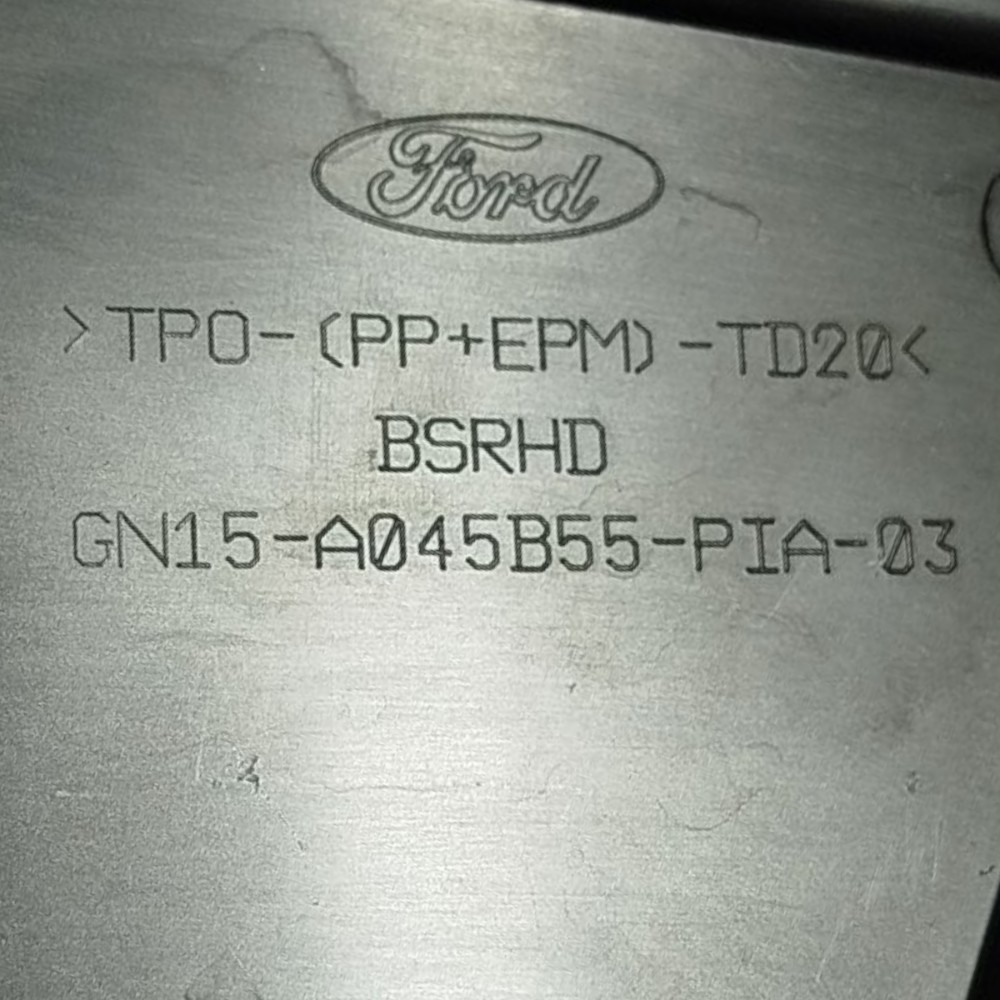 Ford
>TPO-(PP+EPM)-TD20<
BSRHD
GN15-A045B55-PIA-03